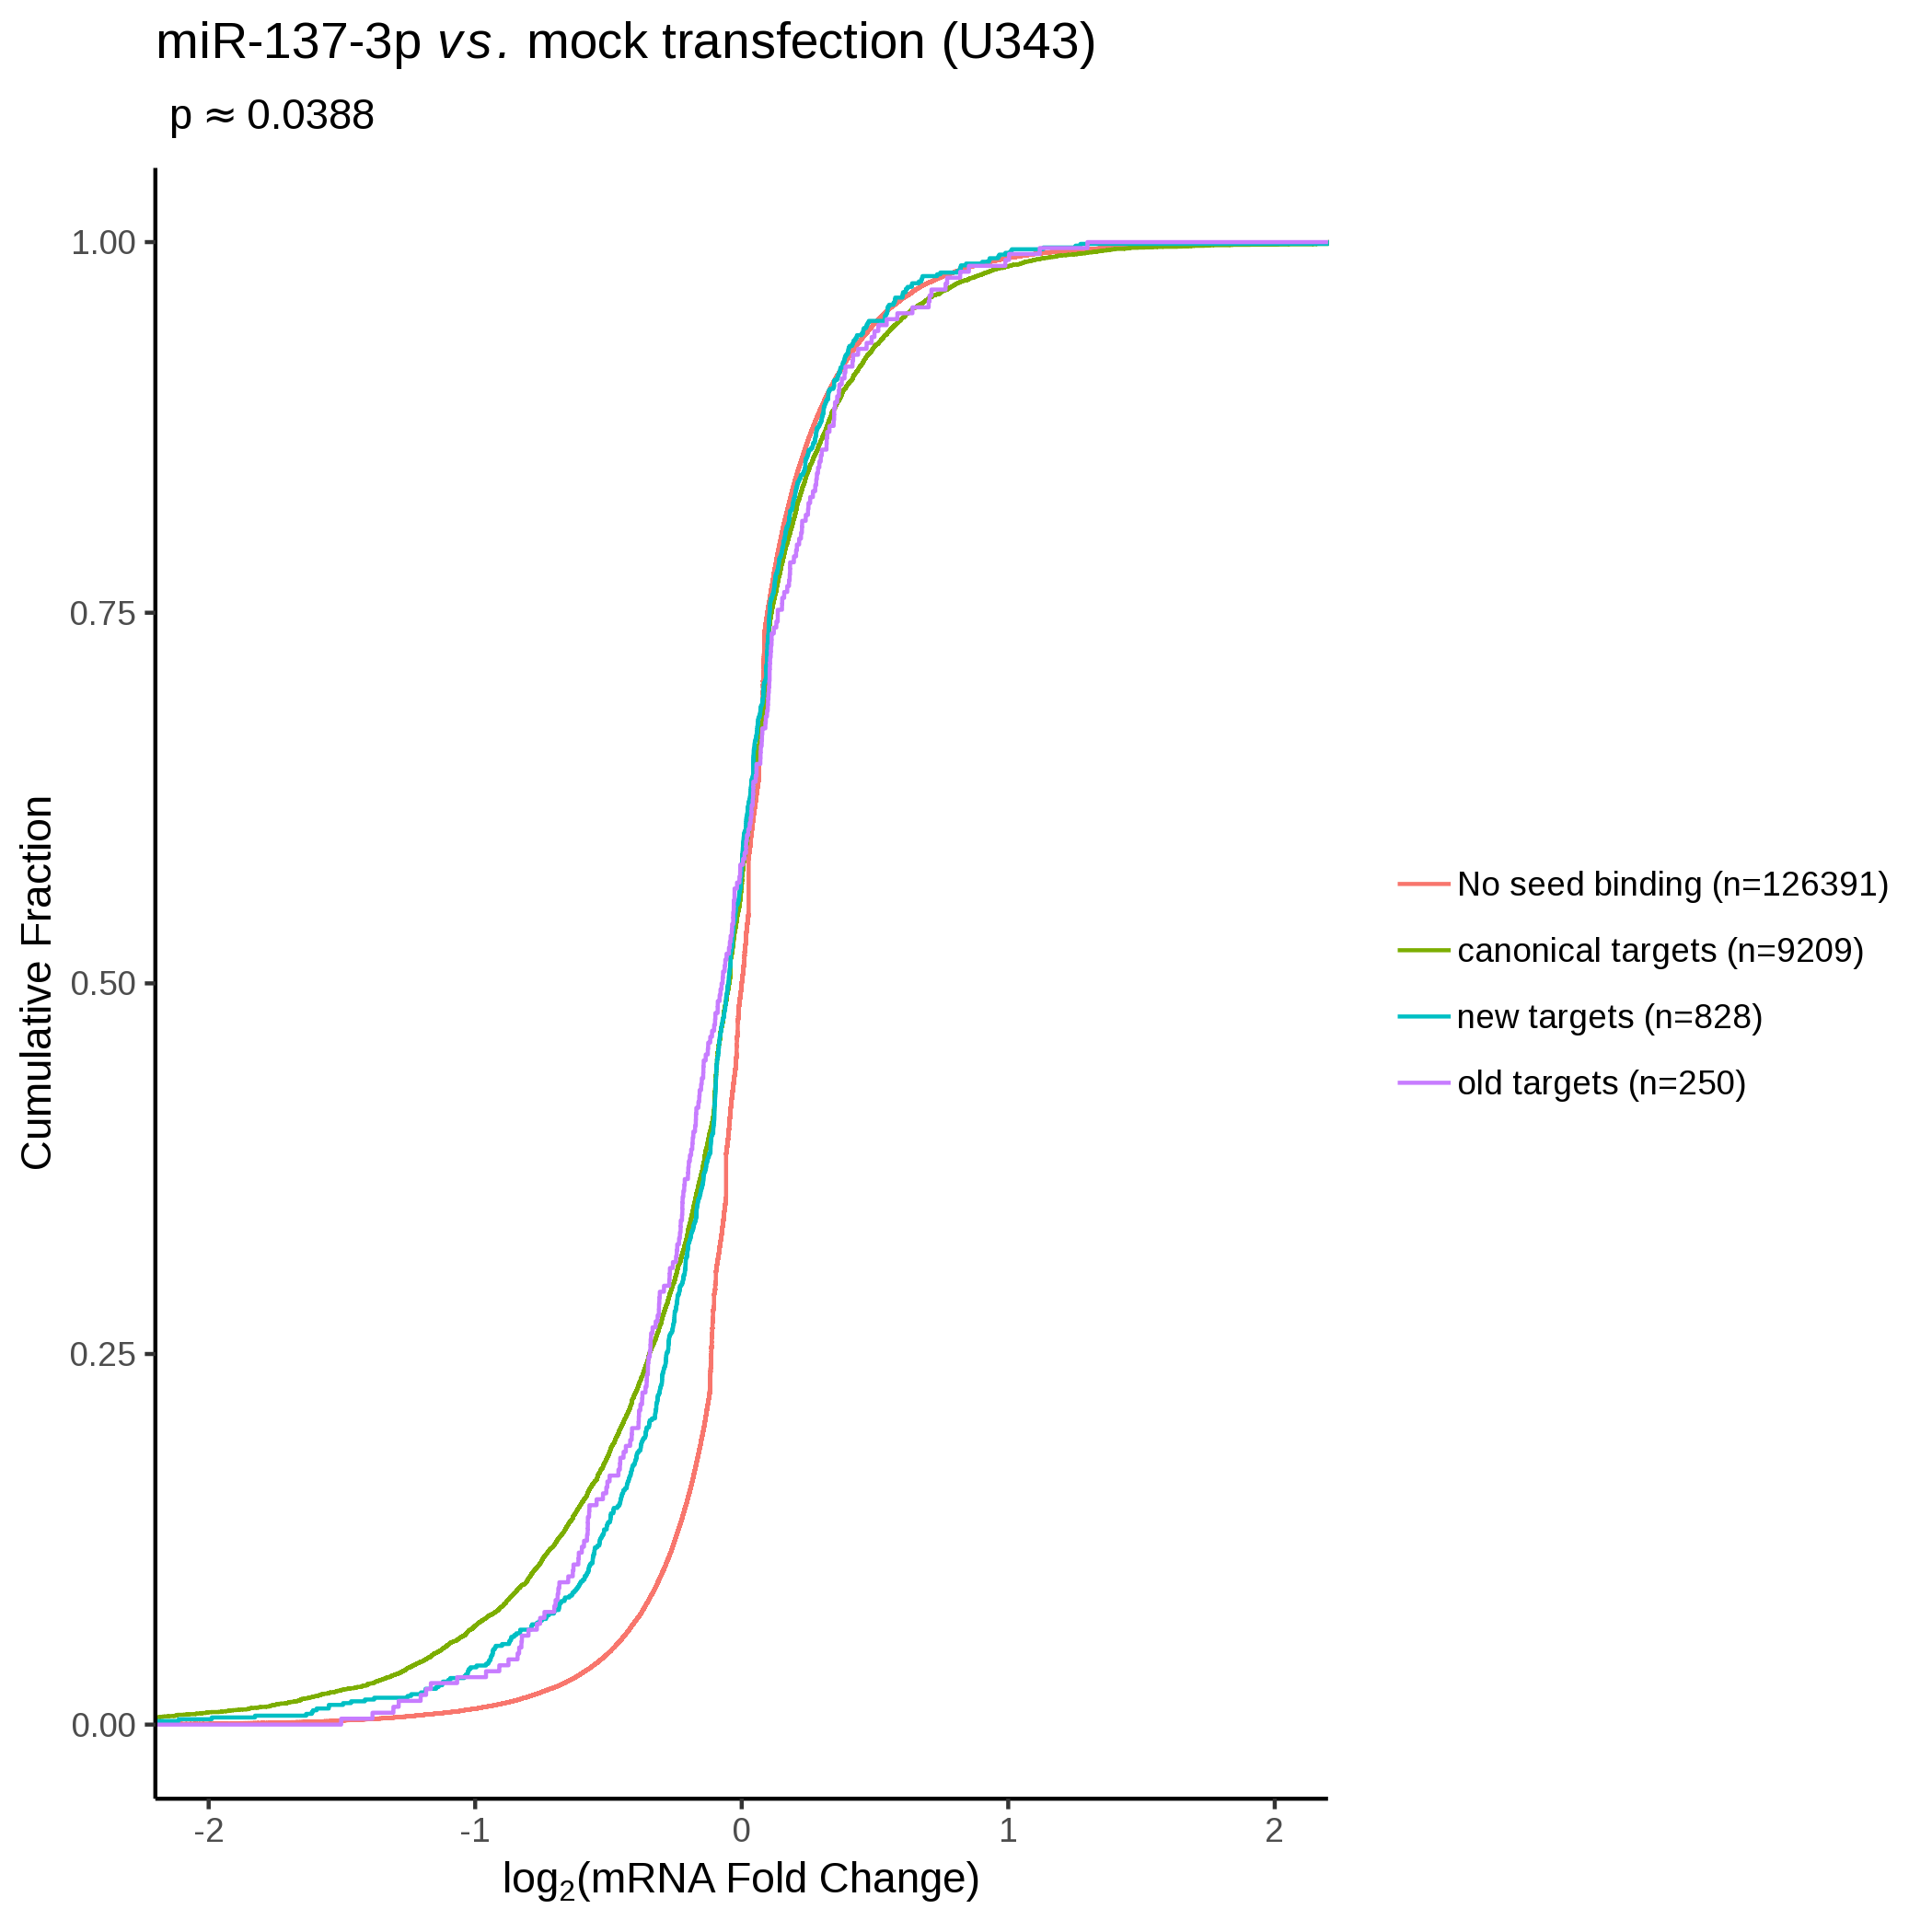 miR-137-3p vs. mock transfection (U343)
p ≈ 0.0388
1.00
0.75
0.50
0.25
0.00
Cumulative Fraction
-2
-1
0
1
2
log₂(mRNA Fold Change)
No seed binding (n=126391)
canonical targets (n=9209)
new targets (n=828)
old targets (n=250)